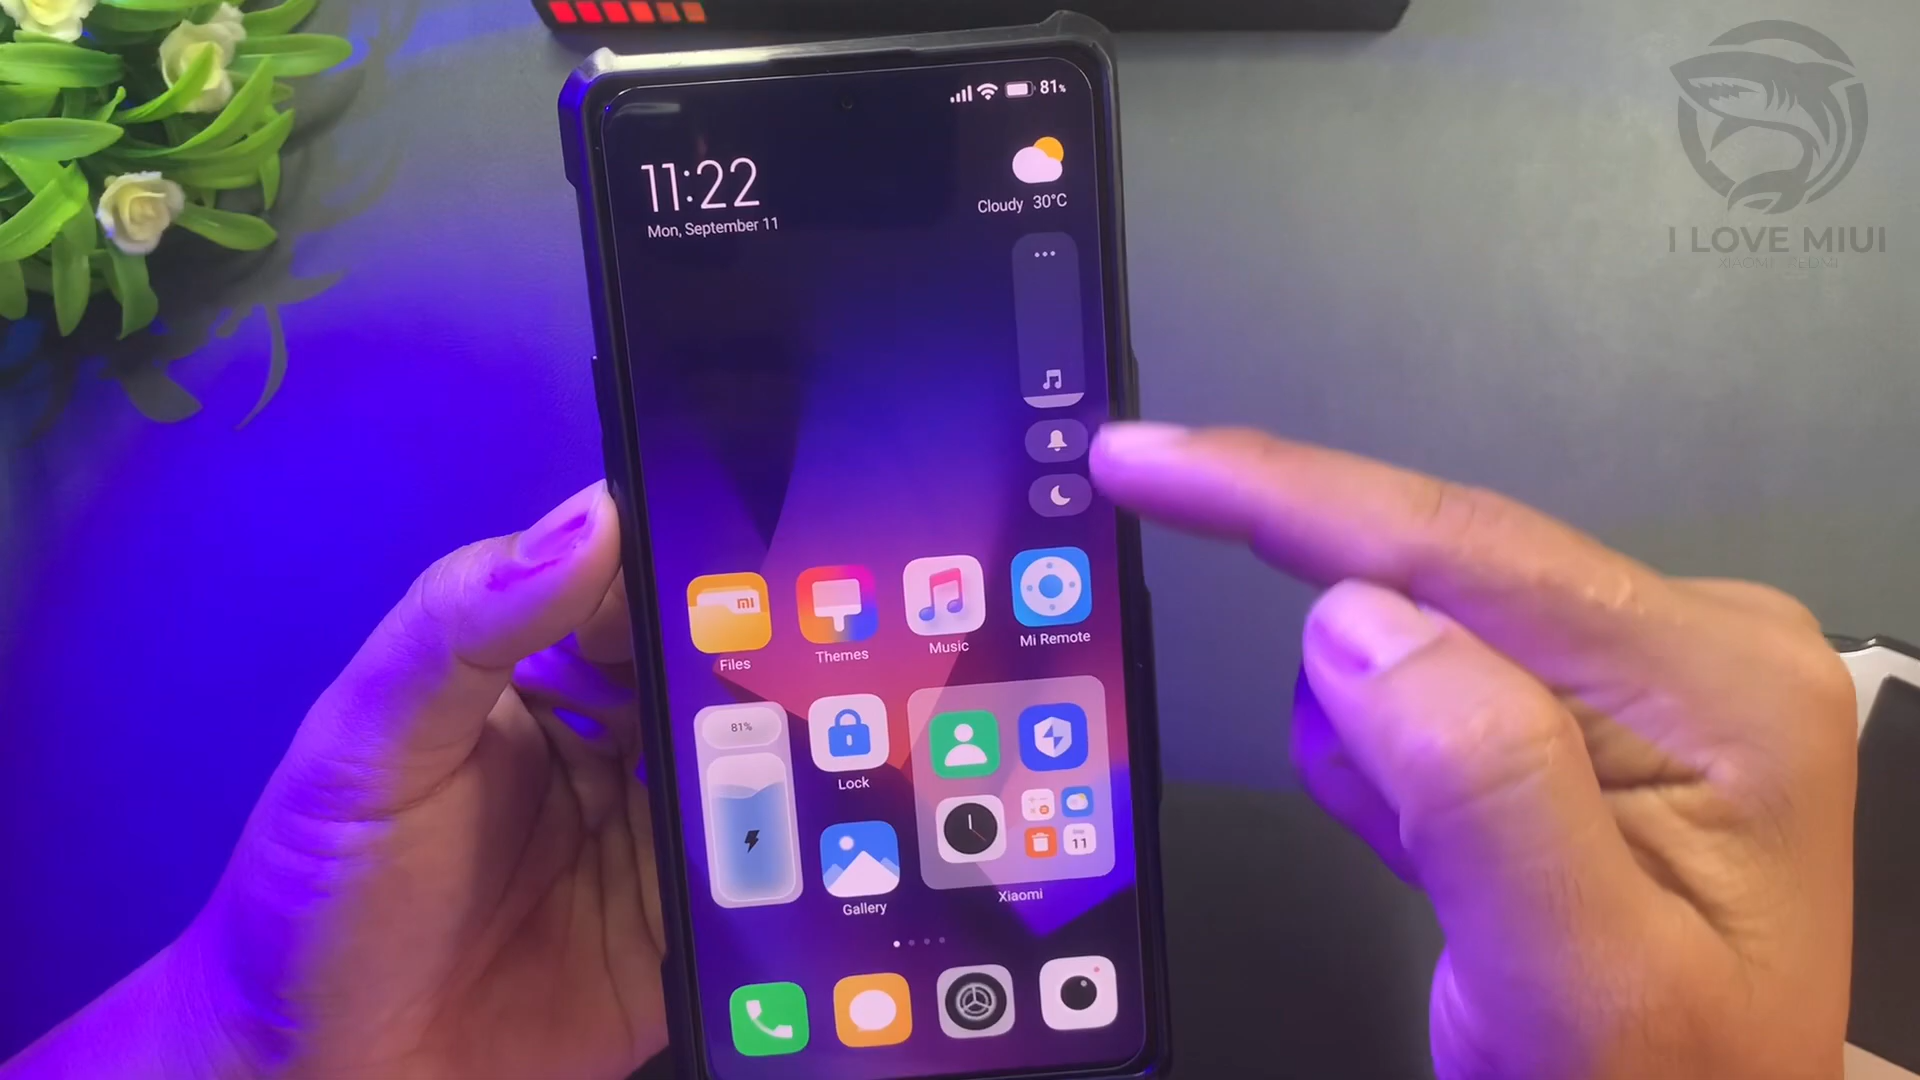 81%
11:22
Mon, September 11
Cloudy 30°C
I LOVE MIUI
mi
Files
Themes
Music
Mi Remote
81%
Lock
Gallery
11
Xiaomi